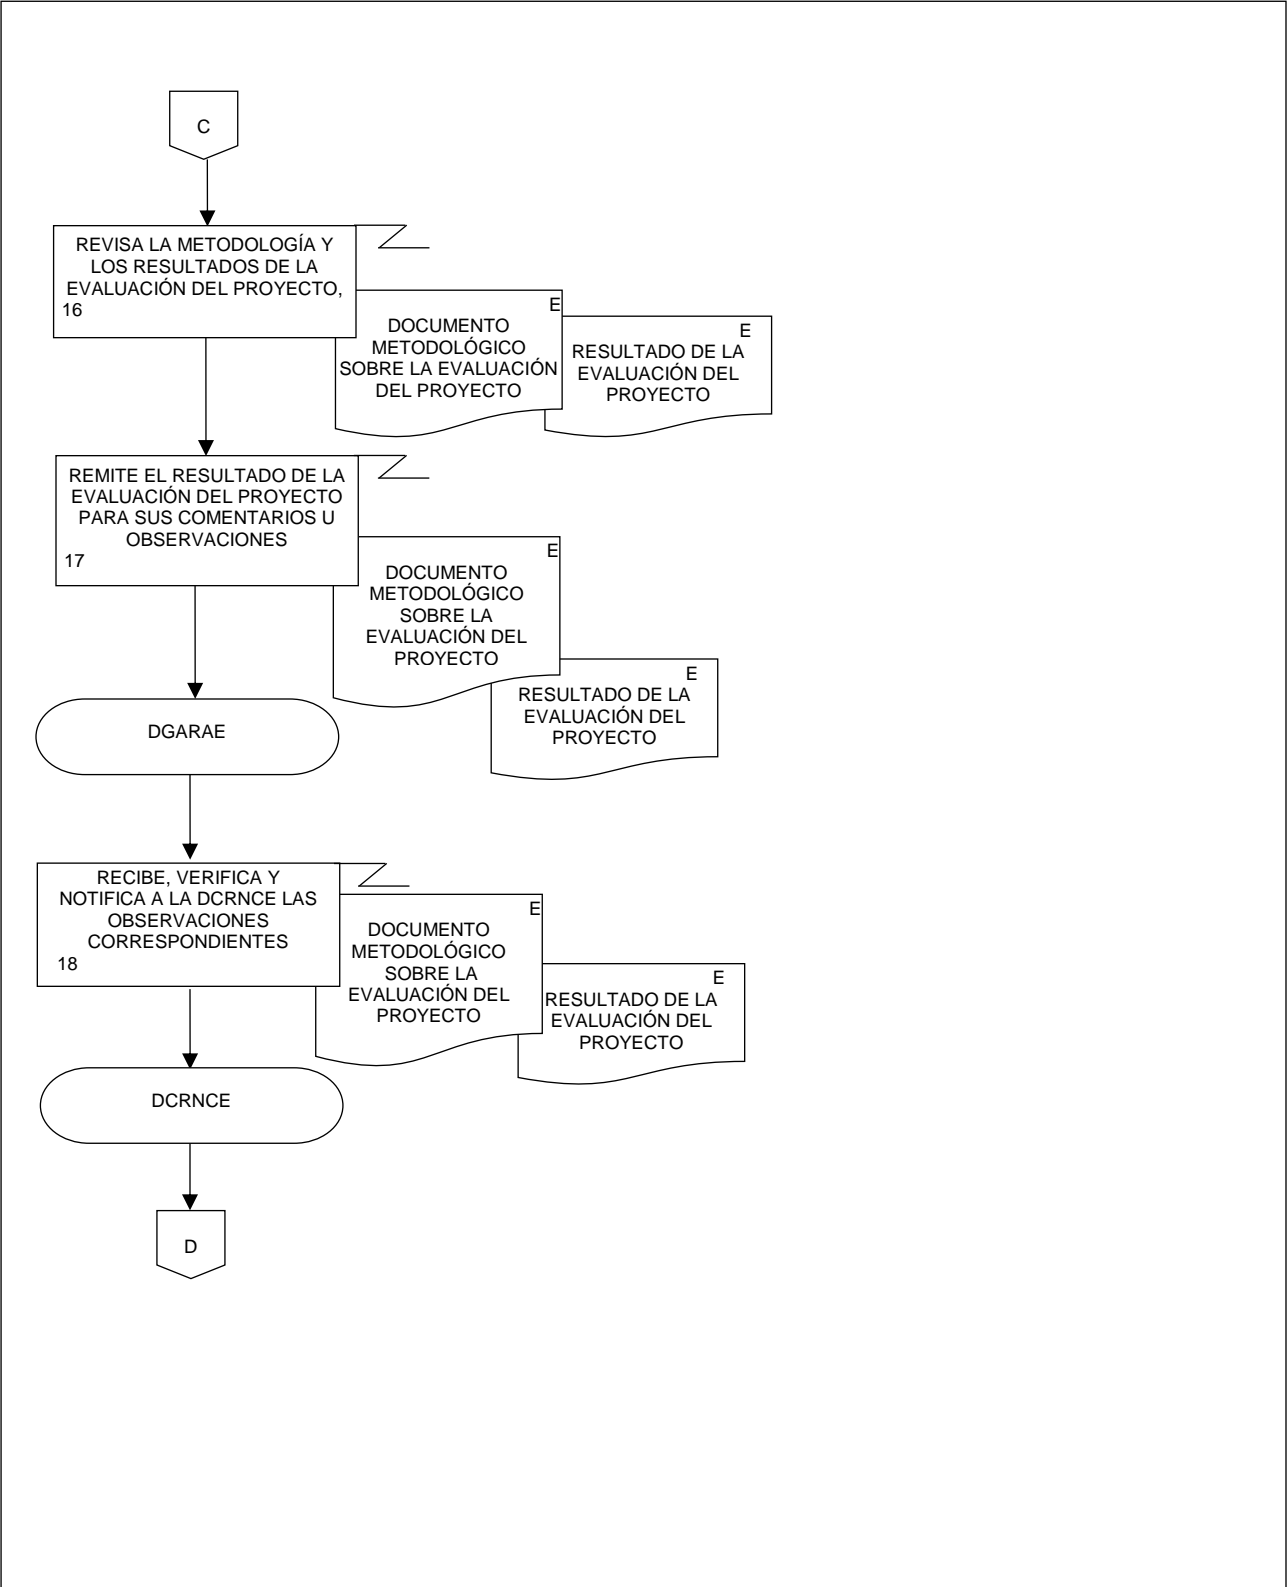 C
REVISA LA METODOLOGÍA Y
LOS RESULTADOS DE LA
EVALUACIÓN DEL PROYECTO,
16
E
DOCUMENTO
METODOLÓGICO
SOBRE LA EVALUACIÓN
DEL PROYECTO
E
RESULTADO DE LA
EVALUACIÓN DEL
PROYECTO
REMITE EL RESULTADO DE LA
EVALUACIÓN DEL PROYECTO
PARA SUS COMENTARIOS U
OBSERVACIONES
17
E
DOCUMENTO
METODOLÓGICO
SOBRE LA
EVALUACIÓN DEL
PROYECTO
E
RESULTADO DE LA
EVALUACIÓN DEL
PROYECTO
DGARAE
RECIBE, VERIFICA Y
NOTIFICA A LA DCRNCE LAS
OBSERVACIONES
CORRESPONDIENTES
18
E
DOCUMENTO
METODOLÓGICO
SOBRE LA
EVALUACIÓN DEL
PROYECTO
E
RESULTADO DE LA
EVALUACIÓN DEL
PROYECTO
DCRNCE
D